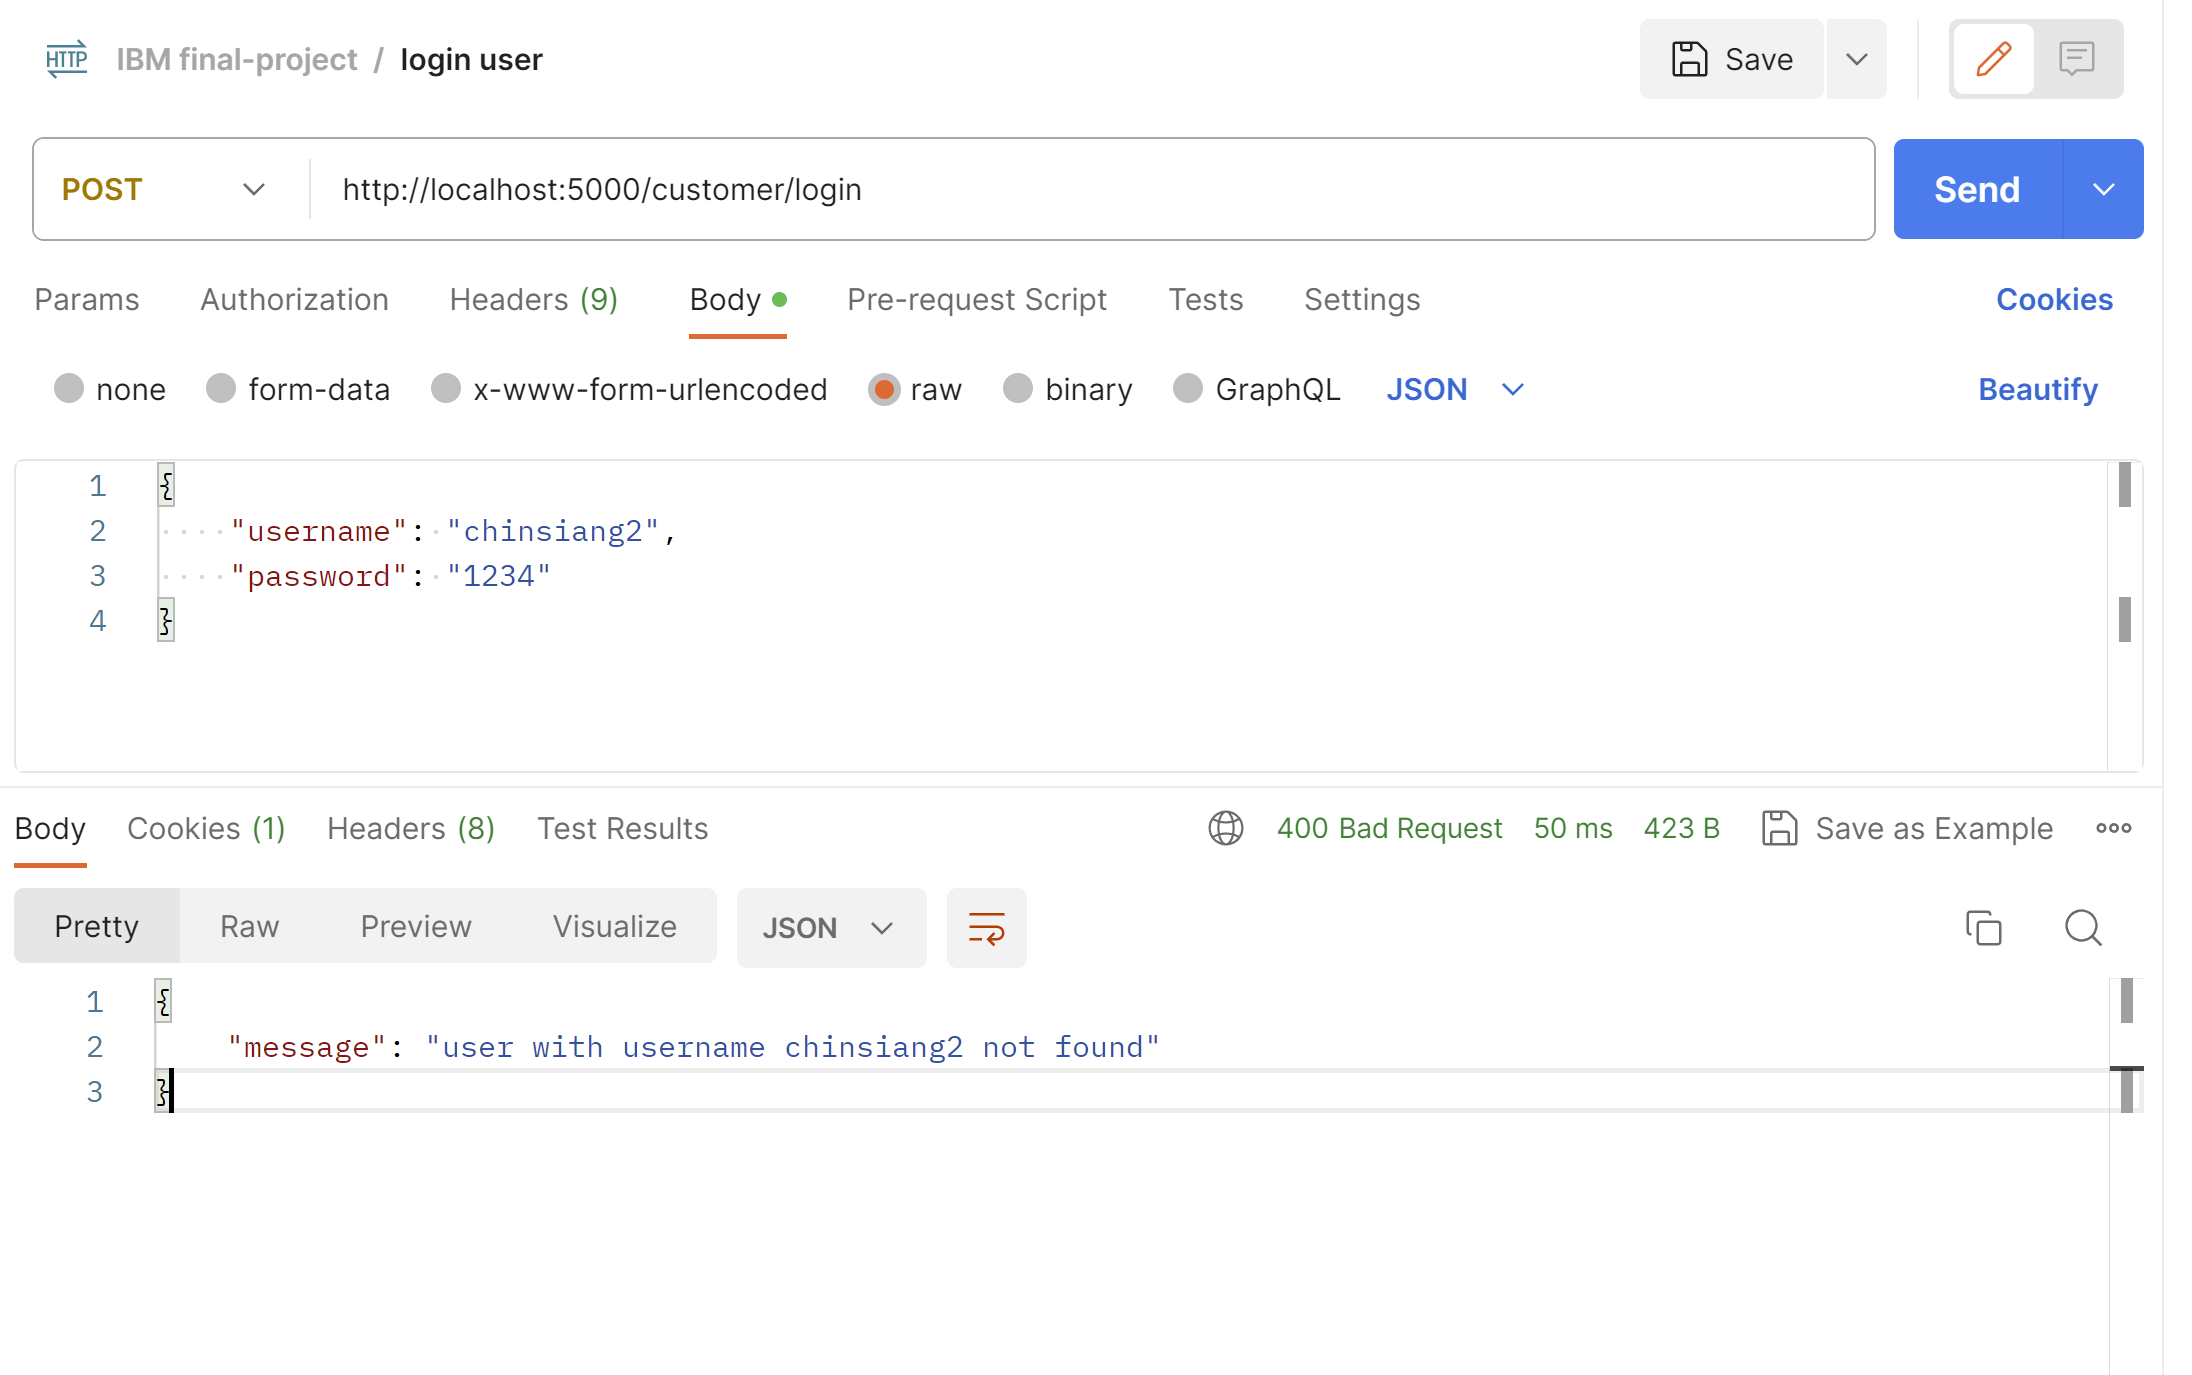 HTTP IBM final-project / login user Save
POST http://localhost:5000/customer/login Send
Params Authorization Headers (9) Body Pre-request Script Tests Settings Cookies
none form-data x-www-form-urlencoded raw binary GraphQL JSON Beautify
1 {
2 "username": "chinsiang2",
3 "password": "1234"
4 }
Body Cookies (1) Headers (8) Test Results 400 Bad Request 50 ms 423 B Save as Example
Pretty Raw Preview Visualize JSON
1 {
2 "message": "user with username chinsiang2 not found"
3 }